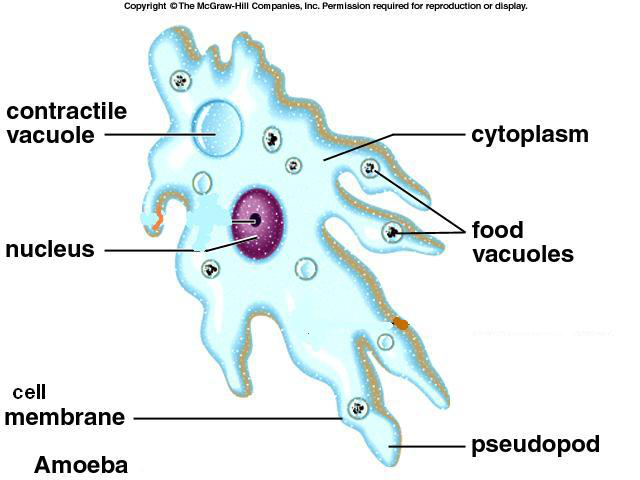 Copyright © The McGraw-Hill Companies, Inc. Permission required for reproduction or display.
contractile
vacuole
cytoplasm
nucleus
food
vacuoles
cell
membrane
pseudopod
Amoeba